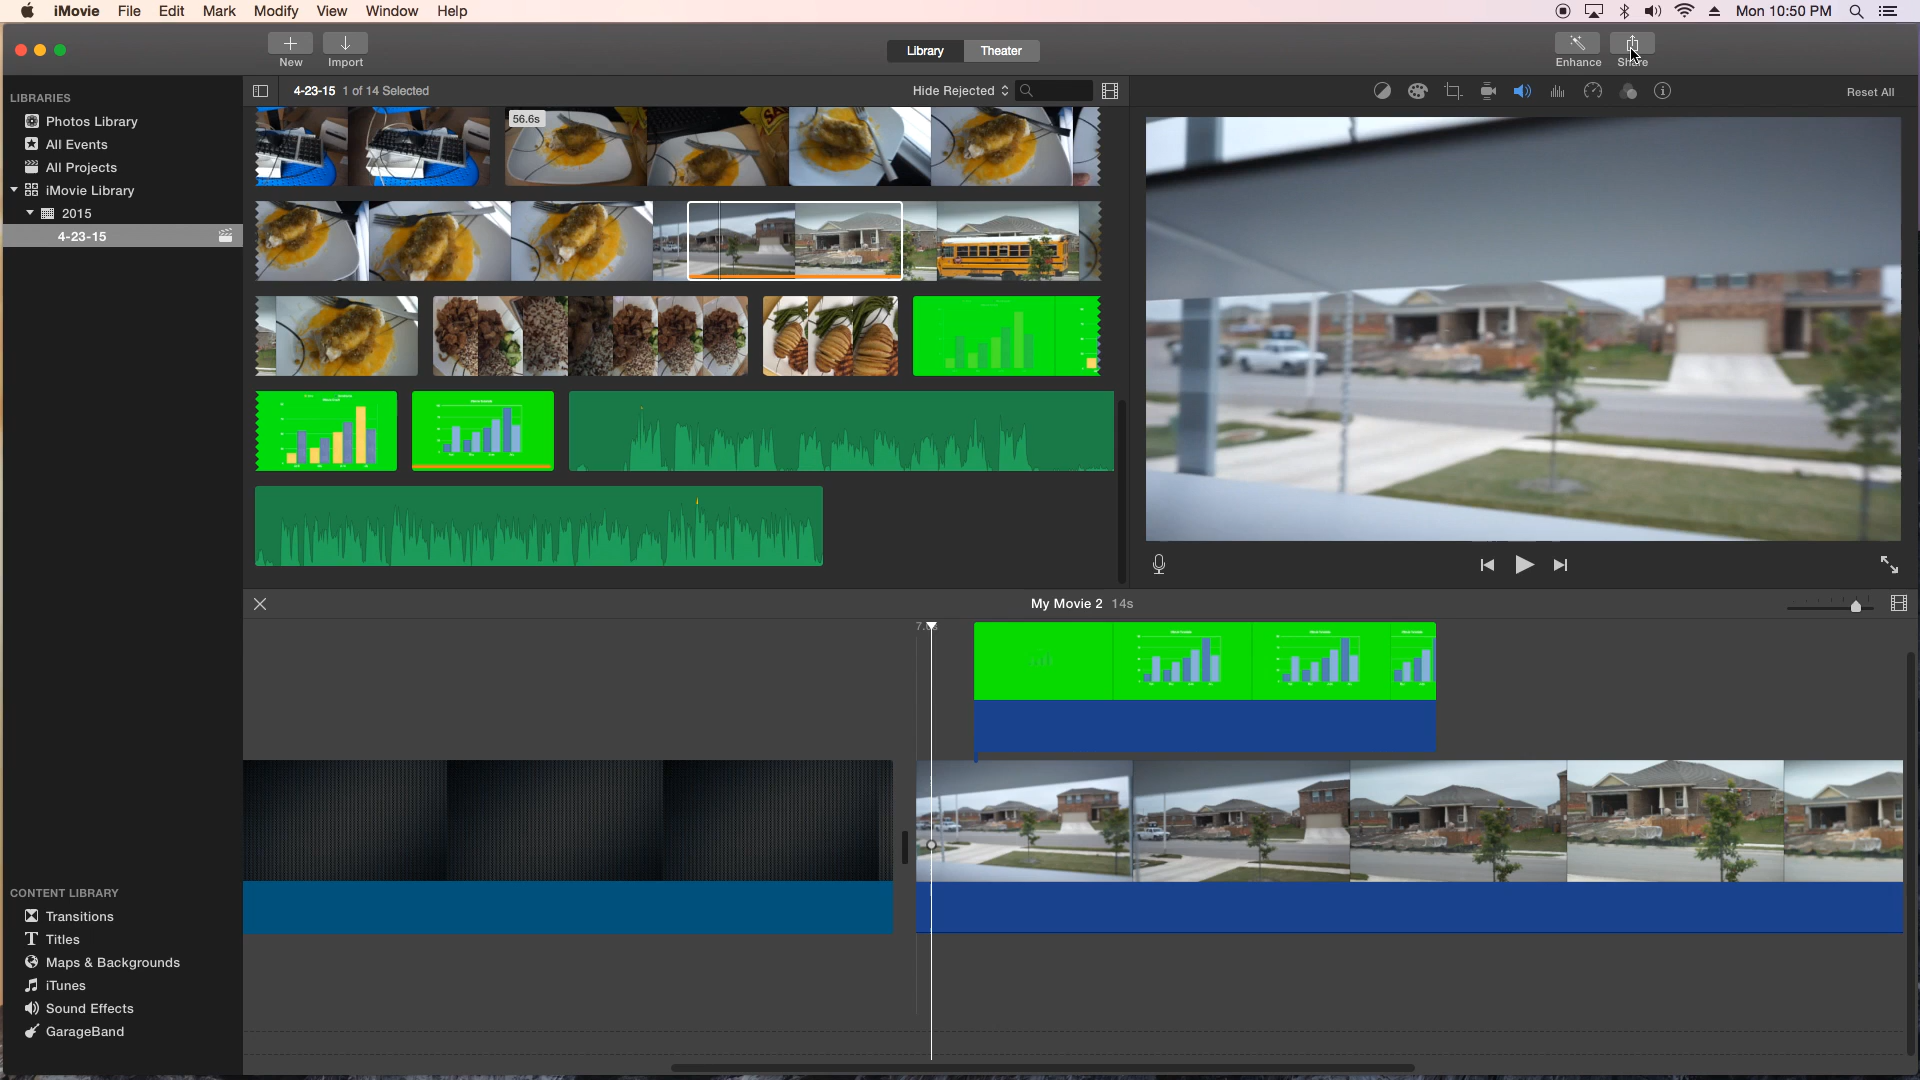 iMovie File Edit Mark Modify View Window Help Mon 10:50 PM
New Import Library Theater Enhance Share
LIBRARIES 4-23-15 1 of 14 Selected Hide Rejected Reset All
Photos Library
All Events
All Projects
iMovie Library
2015
4-23-15
56.6s
My Movie 2 14s
CONTENT LIBRARY
Transitions
Titles
Maps & Backgrounds
iTunes
Sound Effects
GarageBand